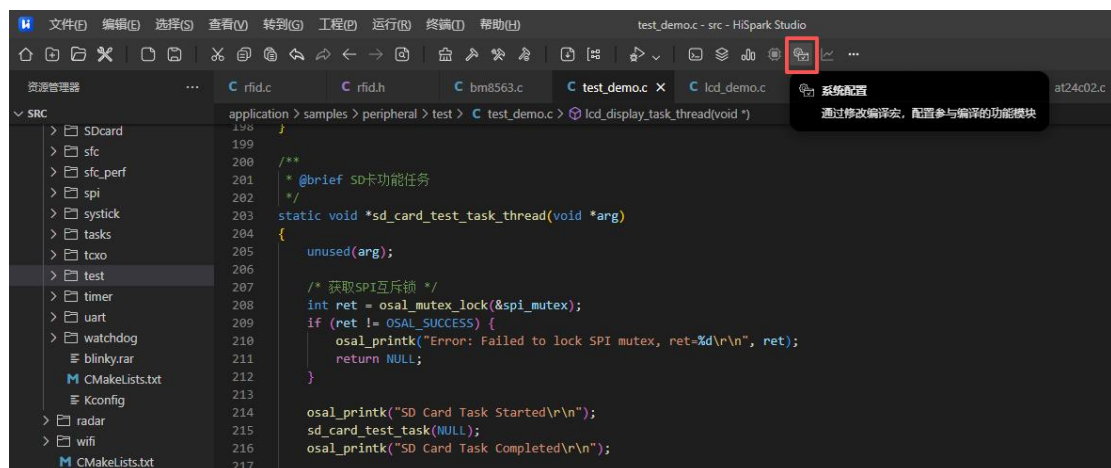 文件(F) 编辑(E) 选择(S) 查看(V) 转到(G) 工程(P) 运行(R) 终端(T) 帮助(H) test_demo.c - src - HiSpark Studio
资源管理器 ··· C rfid.c C rfid.h C bm8563.c C test_demo.c × C lcd_demo.c at24c02.c
系统配置
通过修改编译宏，配置参与编译的功能模块
SRC
application > samples > peripheral > test > C test_demo.c > lcd_display_task_thread(void *)
SDcard
sfc
sfc_perf
spi
systick
tasks
tcxo
test
timer
uart
watchdog
blinky.rar
M CMakeLists.txt
Kconfig
radar
wifi
M CMakeLists.txt
198 }
199
200 /**
201 * @brief SD卡功能任务
202 */
203 static void *sd_card_test_task_thread(void *arg)
204 {
205 unused(arg);
206
207 /* 获取SPI互斥锁 */
208 int ret = osal_mutex_lock(&spi_mutex);
209 if (ret != OSAL_SUCCESS) {
210 osal_printk("Error: Failed to lock SPI mutex, ret=%d\r\n", ret);
211 return NULL;
212 }
213
214 osal_printk("SD Card Task Started\r\n");
215 sd_card_test_task(NULL);
216 osal_printk("SD Card Task Completed\r\n");
217